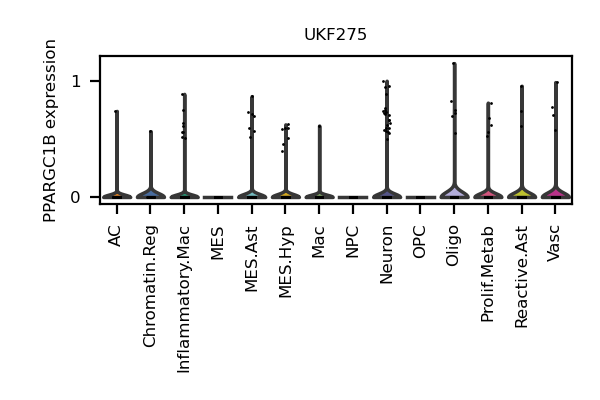 UKF275
PPARGC1B expression
1
0
AC
Chromatin.Reg
Inflammatory.Mac
MES
MES.Ast
MES.Hyp
Mac
NPC
Neuron
OPC
Oligo
Prolif.Metab
Reactive.Ast
Vasc